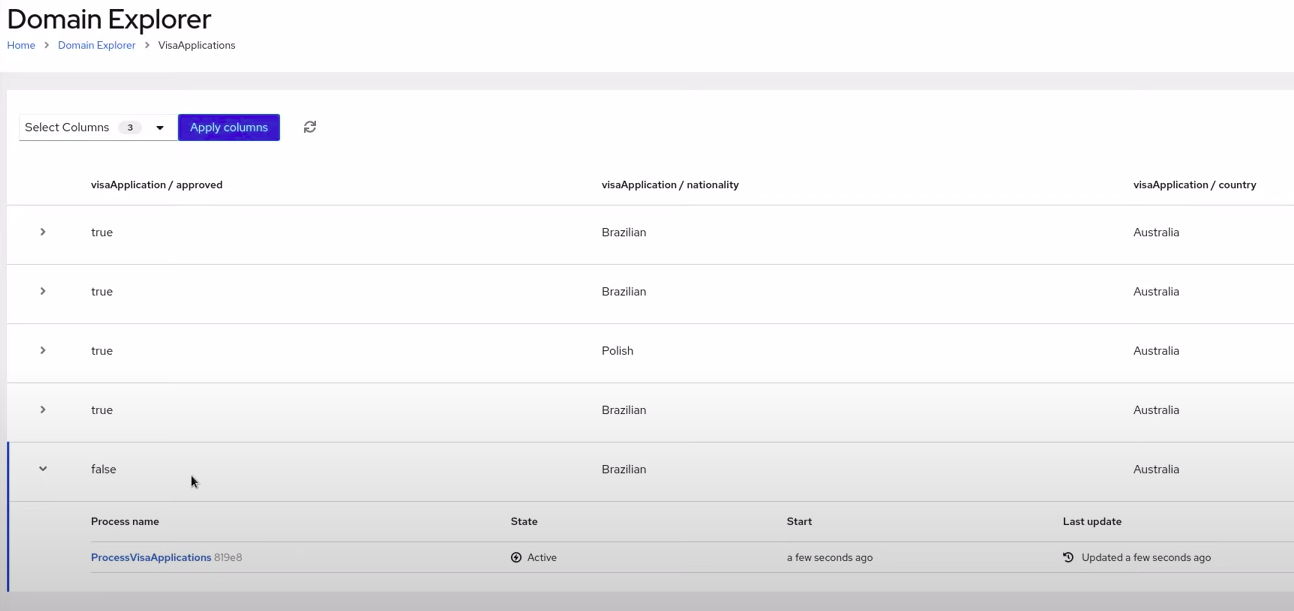 Domain Explorer
Home > Domain Explorer > VisaApplications
Select Columns 3 Apply columns
visaApplication / approved visaApplication / nationality visaApplication / country
true Brazilian Australia
true Brazilian Australia
true Polish Australia
true Brazilian Australia
false Brazilian Australia
Process name State Start Last update
ProcessVisaApplications 819e8 Active a few seconds ago Updated a few seconds ago